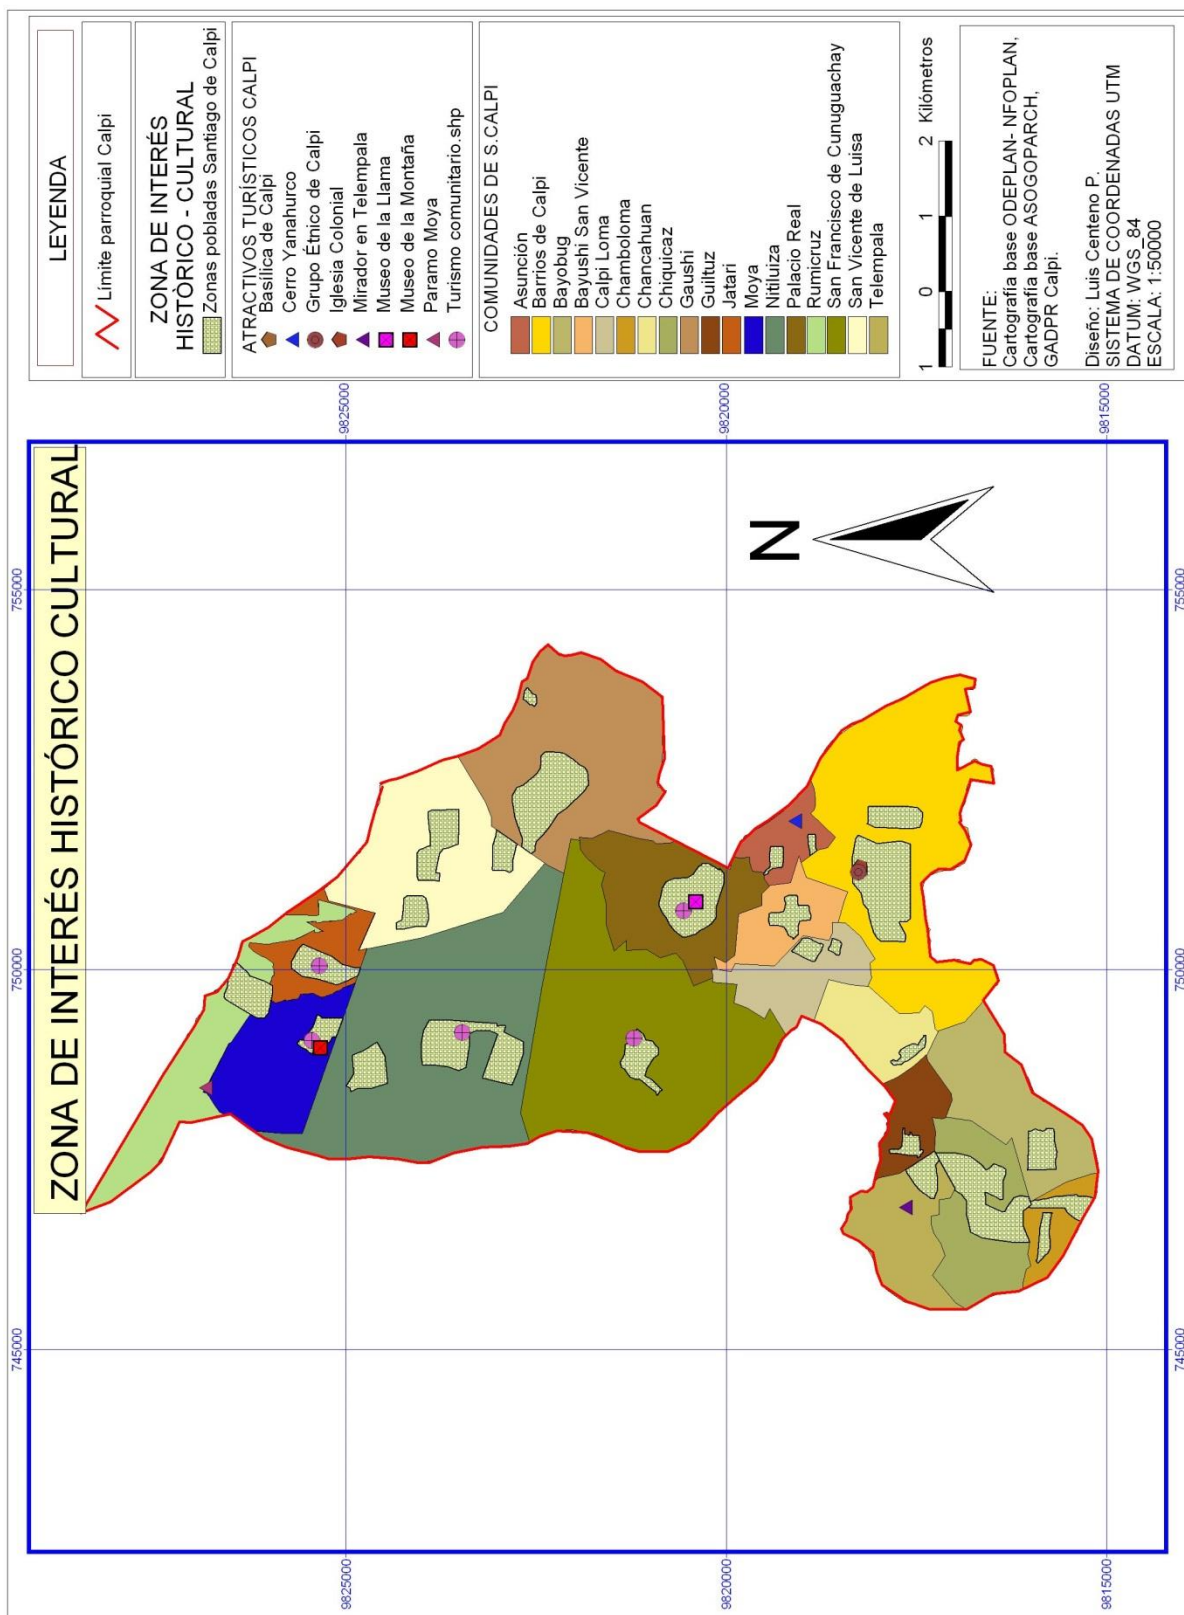 ZONA DE INTERÉS HISTÓRICO CULTURAL
745000
750000
755000
9825000
9825000
9820000
9820000
9815000
9815000
745000
750000
755000
N
LEYENDA
Límite parroquial Calpi
ZONA DE INTERÉS
HISTÓRICO - CULTURAL
Zonas pobladas Santiago de Calpi
ATRACTIVOS TURÍSTICOS CALPI
Basílica de Calpi
Cerro Yanahurco
Grupo Étnico de Calpi
Iglesia Colonial
Mirador en Telempala
Museo de la Llama
Museo de la Montaña
Paramo Moya
Turismo comunitario.shp
COMUNIDADES DE S.CALPI
Asunción
Barrios de Calpi
Bayobug
Bayushi San Vicente
Calpi Loma
Chamboloma
Chancahuan
Chiquicaz
Gaushi
Guiltuz
Jatari
Moya
Nitiluiza
Palacio Real
Rumicruz
San Francisco de Cunuguachay
San Vicente de Luisa
Telempala
1 0 1 2 Kilómetros
FUENTE:
Cartografía base ODEPLAN- NFOPLAN,
Cartografía base ASOGOPARCH,
GADPR Calpi.
Diseño: Luis Centeno P.
SISTEMA DE COORDENADAS UTM
DATUM: WGS_84
ESCALA: 1:50000